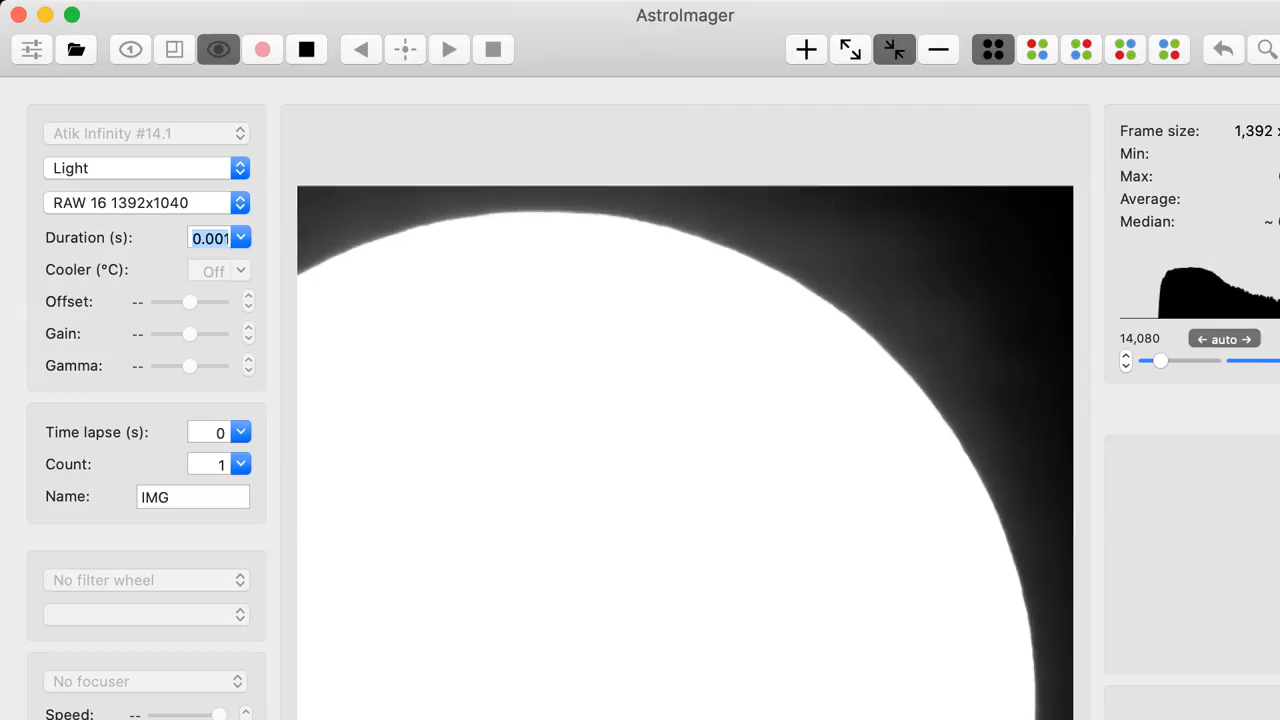 AstroImager
Atik Infinity #14.1
Light
RAW 16 1392x1040
Duration (s): 0.001
Cooler (°C): Off
Offset: --
Gain: --
Gamma: --
Time lapse (s): 0
Count: 1
Name: IMG
No filter wheel
No focuser
Speed: --
Frame size: 1,392 x
Min:
Max:
Average:
Median: ~
14,080 ← auto →